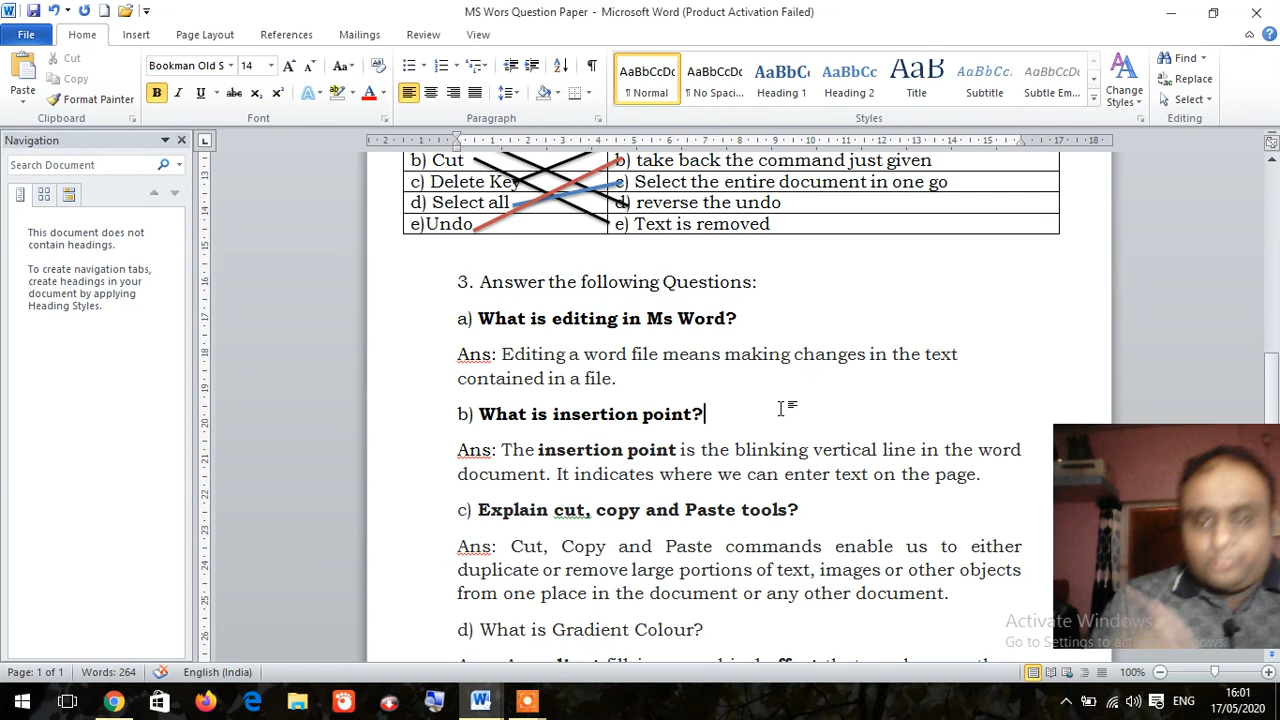 MS Wors Question Paper - Microsoft Word (Product Activation Failed)
File Home Insert Page Layout References Mailings Review View
Paste Cut Copy Format Painter
Bookman Old S 14
AaBbCcDc AaBbCcDc AaBbCc AaBbCc AaB AaBbCcL AaBbCcDc
¶ Normal ¶ No Spaci... Heading 1 Heading 2 Title Subtitle Subtle Em...
Change Styles
Find
Replace
Select
Clipboard Font Paragraph Styles Editing
Navigation
Search Document
This document does not
contain headings.
To create navigation tabs,
create headings in your
document by applying
Heading Styles.
b) Cut b) take back the command just given
c) Delete Key c) Select the entire document in one go
d) Select all d) reverse the undo
e)Undo e) Text is removed
3. Answer the following Questions:
a) What is editing in Ms Word?
Ans: Editing a word file means making changes in the text
contained in a file.
b) What is insertion point?
Ans: The insertion point is the blinking vertical line in the word
document. It indicates where we can enter text on the page.
c) Explain cut, copy and Paste tools?
Ans: Cut, Copy and Paste commands enable us to either
duplicate or remove large portions of text, images or other objects
from one place in the document or any other document.
d) What is Gradient Colour?
Activate Windows
Go to Settings to activate Windows.
Page: 1 of 1 Words: 264 English (India) 100%
ENG 16:01
17/05/2020